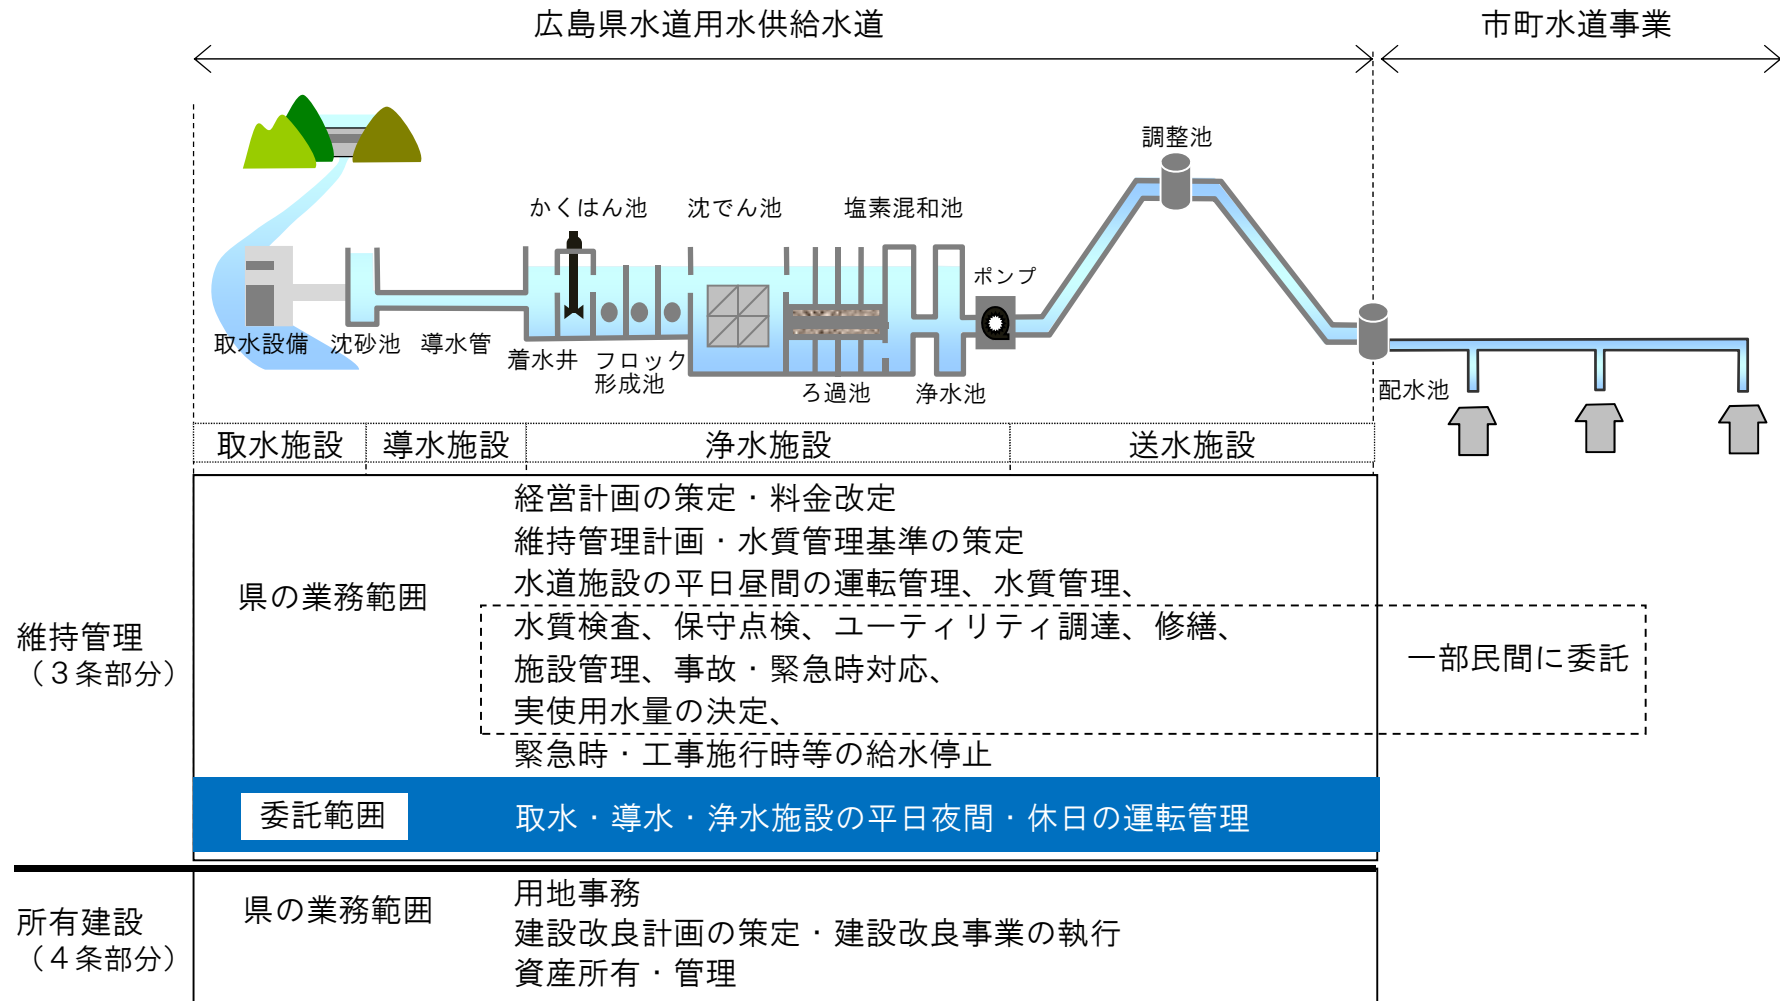 広島県水道用水供給水道
市町水道事業
調整池
かくはん池
沈でん池
塩素混和池
ポンプ
取水設備
沈砂池
導水管
着水井
フロック
形成池
ろ過池
浄水池
配水池
取水施設
導水施設
浄水施設
送水施設
維持管理
（３条部分）
県の業務範囲
経営計画の策定・料金改定
維持管理計画・水質管理基準の策定
水道施設の平日昼間の運転管理、水質管理、
水質検査、保守点検、ユーティリティ調達、修繕、
施設管理、事故・緊急時対応、
実使用水量の決定、
緊急時・工事施行時等の給水停止
一部民間に委託
委託範囲
取水・導水・浄水施設の平日夜間・休日の運転管理
所有建設
（４条部分）
県の業務範囲
用地事務
建設改良計画の策定・建設改良事業の執行
資産所有・管理